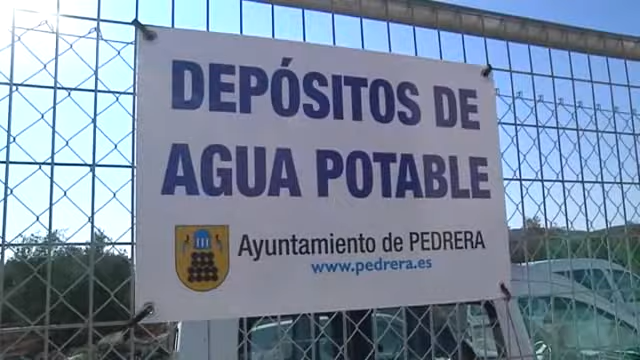 DEPÓSITOS DE
AGUA POTABLE
Ayuntamiento de PEDRERA
www.pedrera.es